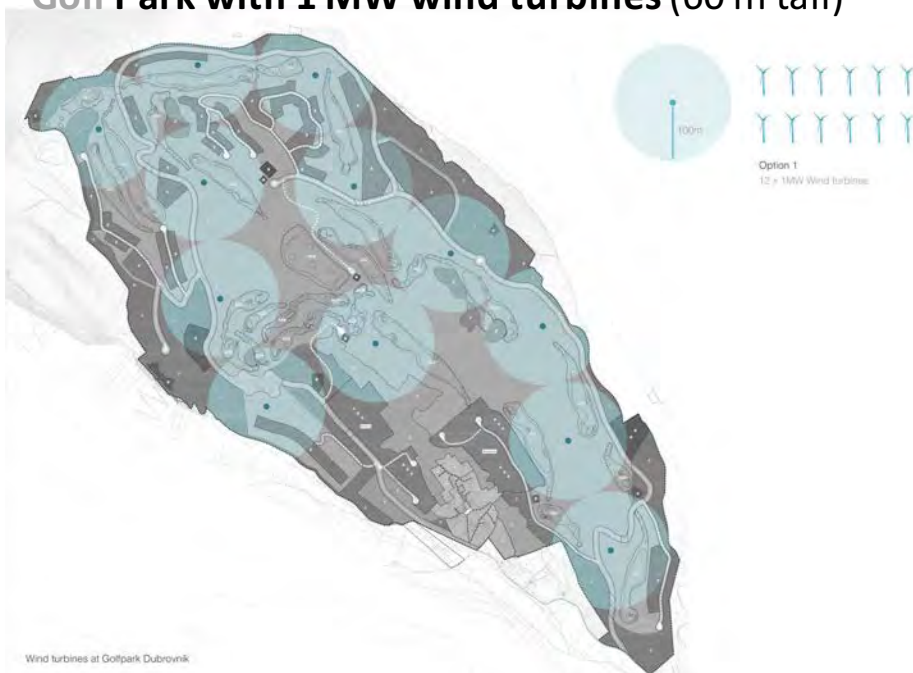 Golf Park with 1 MW wind turbines (60 m tall)
100m
Option 1
12 x 1MW Wind turbines
Wind turbines at Golfpark Dubrovnik